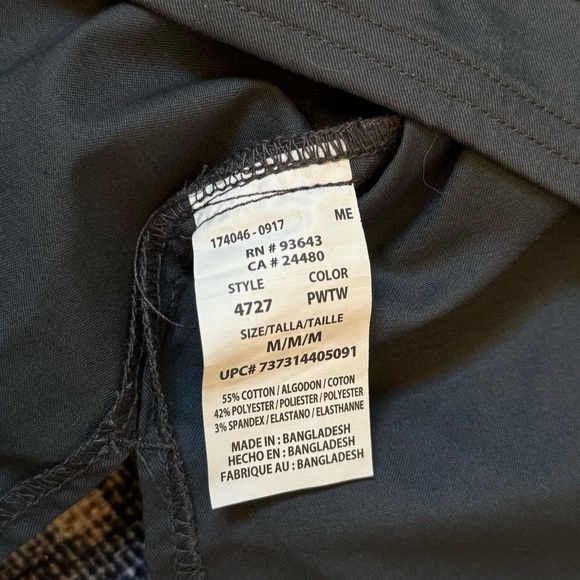 174046-0917 ME
RN # 93643
CA # 24480
STYLE COLOR
4727 PWTW
SIZE/TALLA/TAILLE
M/M/M
UPC# 737314405091
55% COTTON / ALGODON / COTON
42% POLYESTER / POLIESTER / POLYESTER
3% SPANDEX / ELASTANO / ELASTHANNE
MADE IN : BANGLADESH
HECHO EN : BANGLADESH
FABRIQUE AU : BANGLADESH